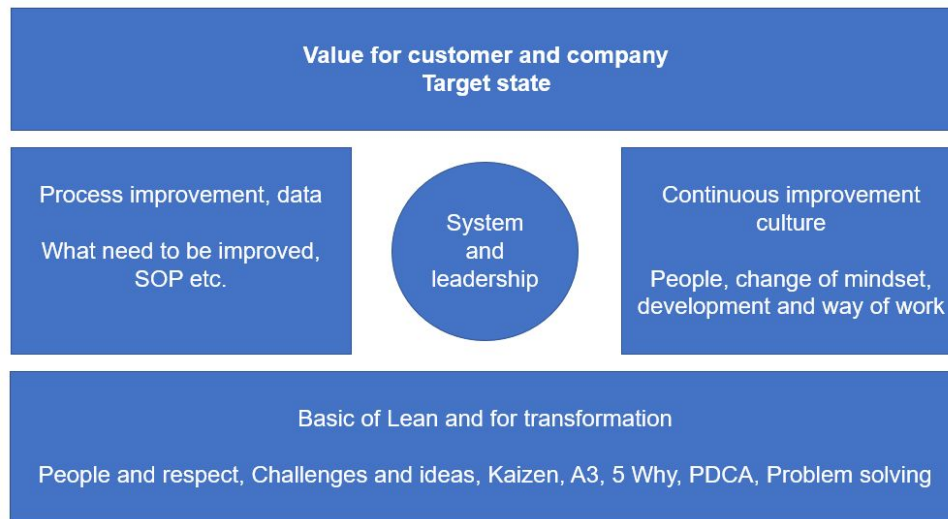 Value for customer and company
Target state
Process improvement, data
What need to be improved,
SOP etc.
System
and
leadership
Continuous improvement
culture
People, change of mindset,
development and way of work
Basic of Lean and for transformation
People and respect, Challenges and ideas, Kaizen, A3, 5 Why, PDCA, Problem solving